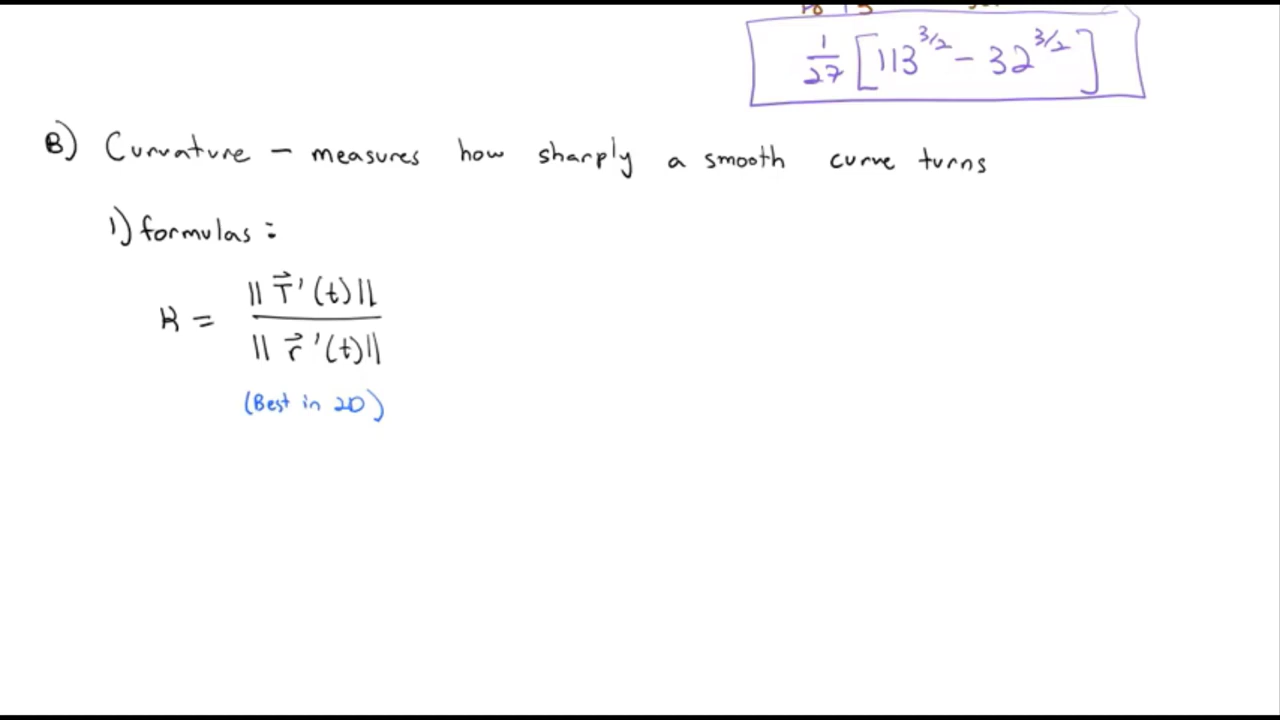 1/27 [113^{3/2} - 32^{3/2}]
B) Curvature - measures how sharply a smooth curve turns
1) formulas:
K = ||T⃗'(t)|| / ||r⃗'(t)||
(Best in 2D)